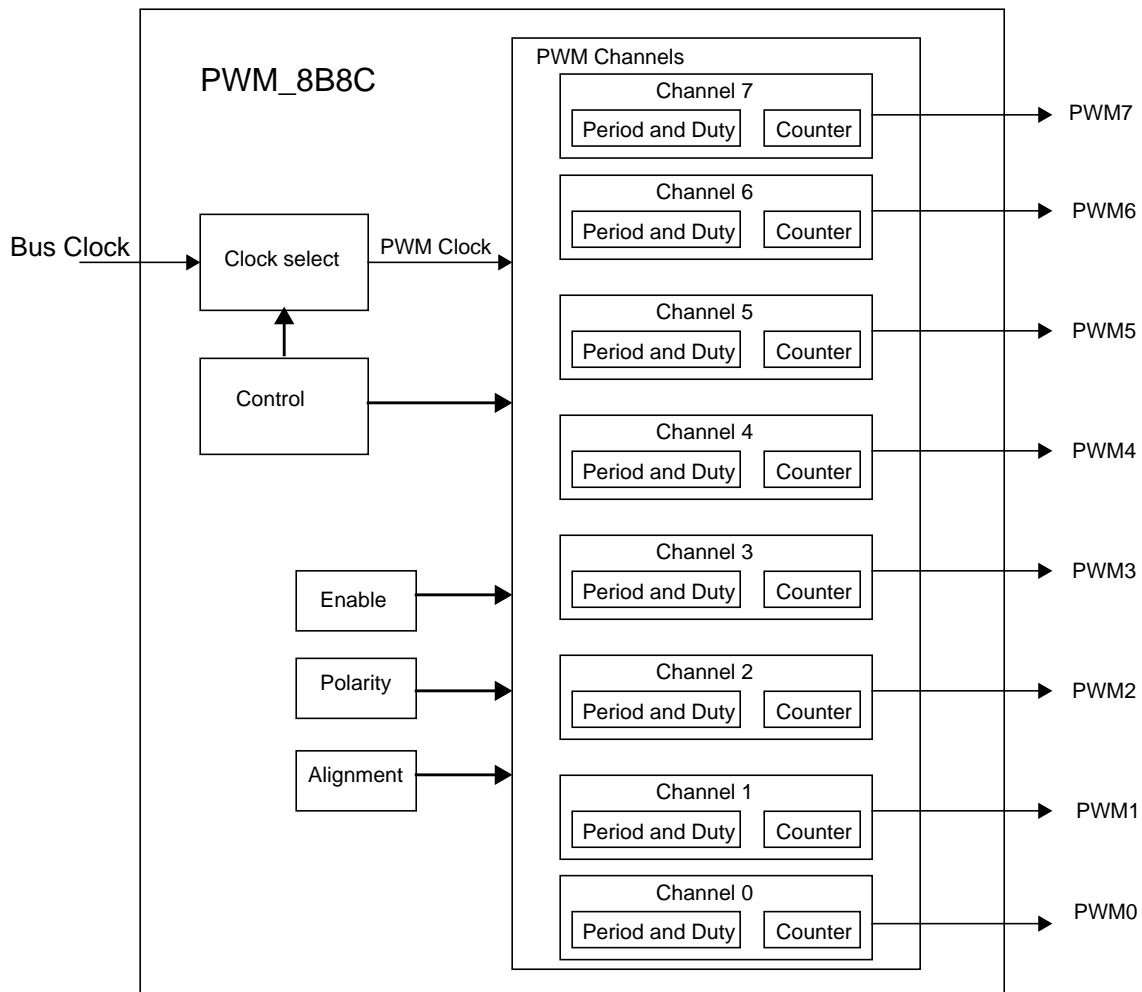 PWM_8B8C
Bus Clock
Clock select
PWM Clock
Control
Enable
Polarity
Alignment
PWM Channels
Channel 7
Period and Duty
Counter
PWM7
Channel 6
Period and Duty
Counter
PWM6
Channel 5
Period and Duty
Counter
PWM5
Channel 4
Period and Duty
Counter
PWM4
Channel 3
Period and Duty
Counter
PWM3
Channel 2
Period and Duty
Counter
PWM2
Channel 1
Period and Duty
Counter
PWM1
Channel 0
Period and Duty
Counter
PWM0